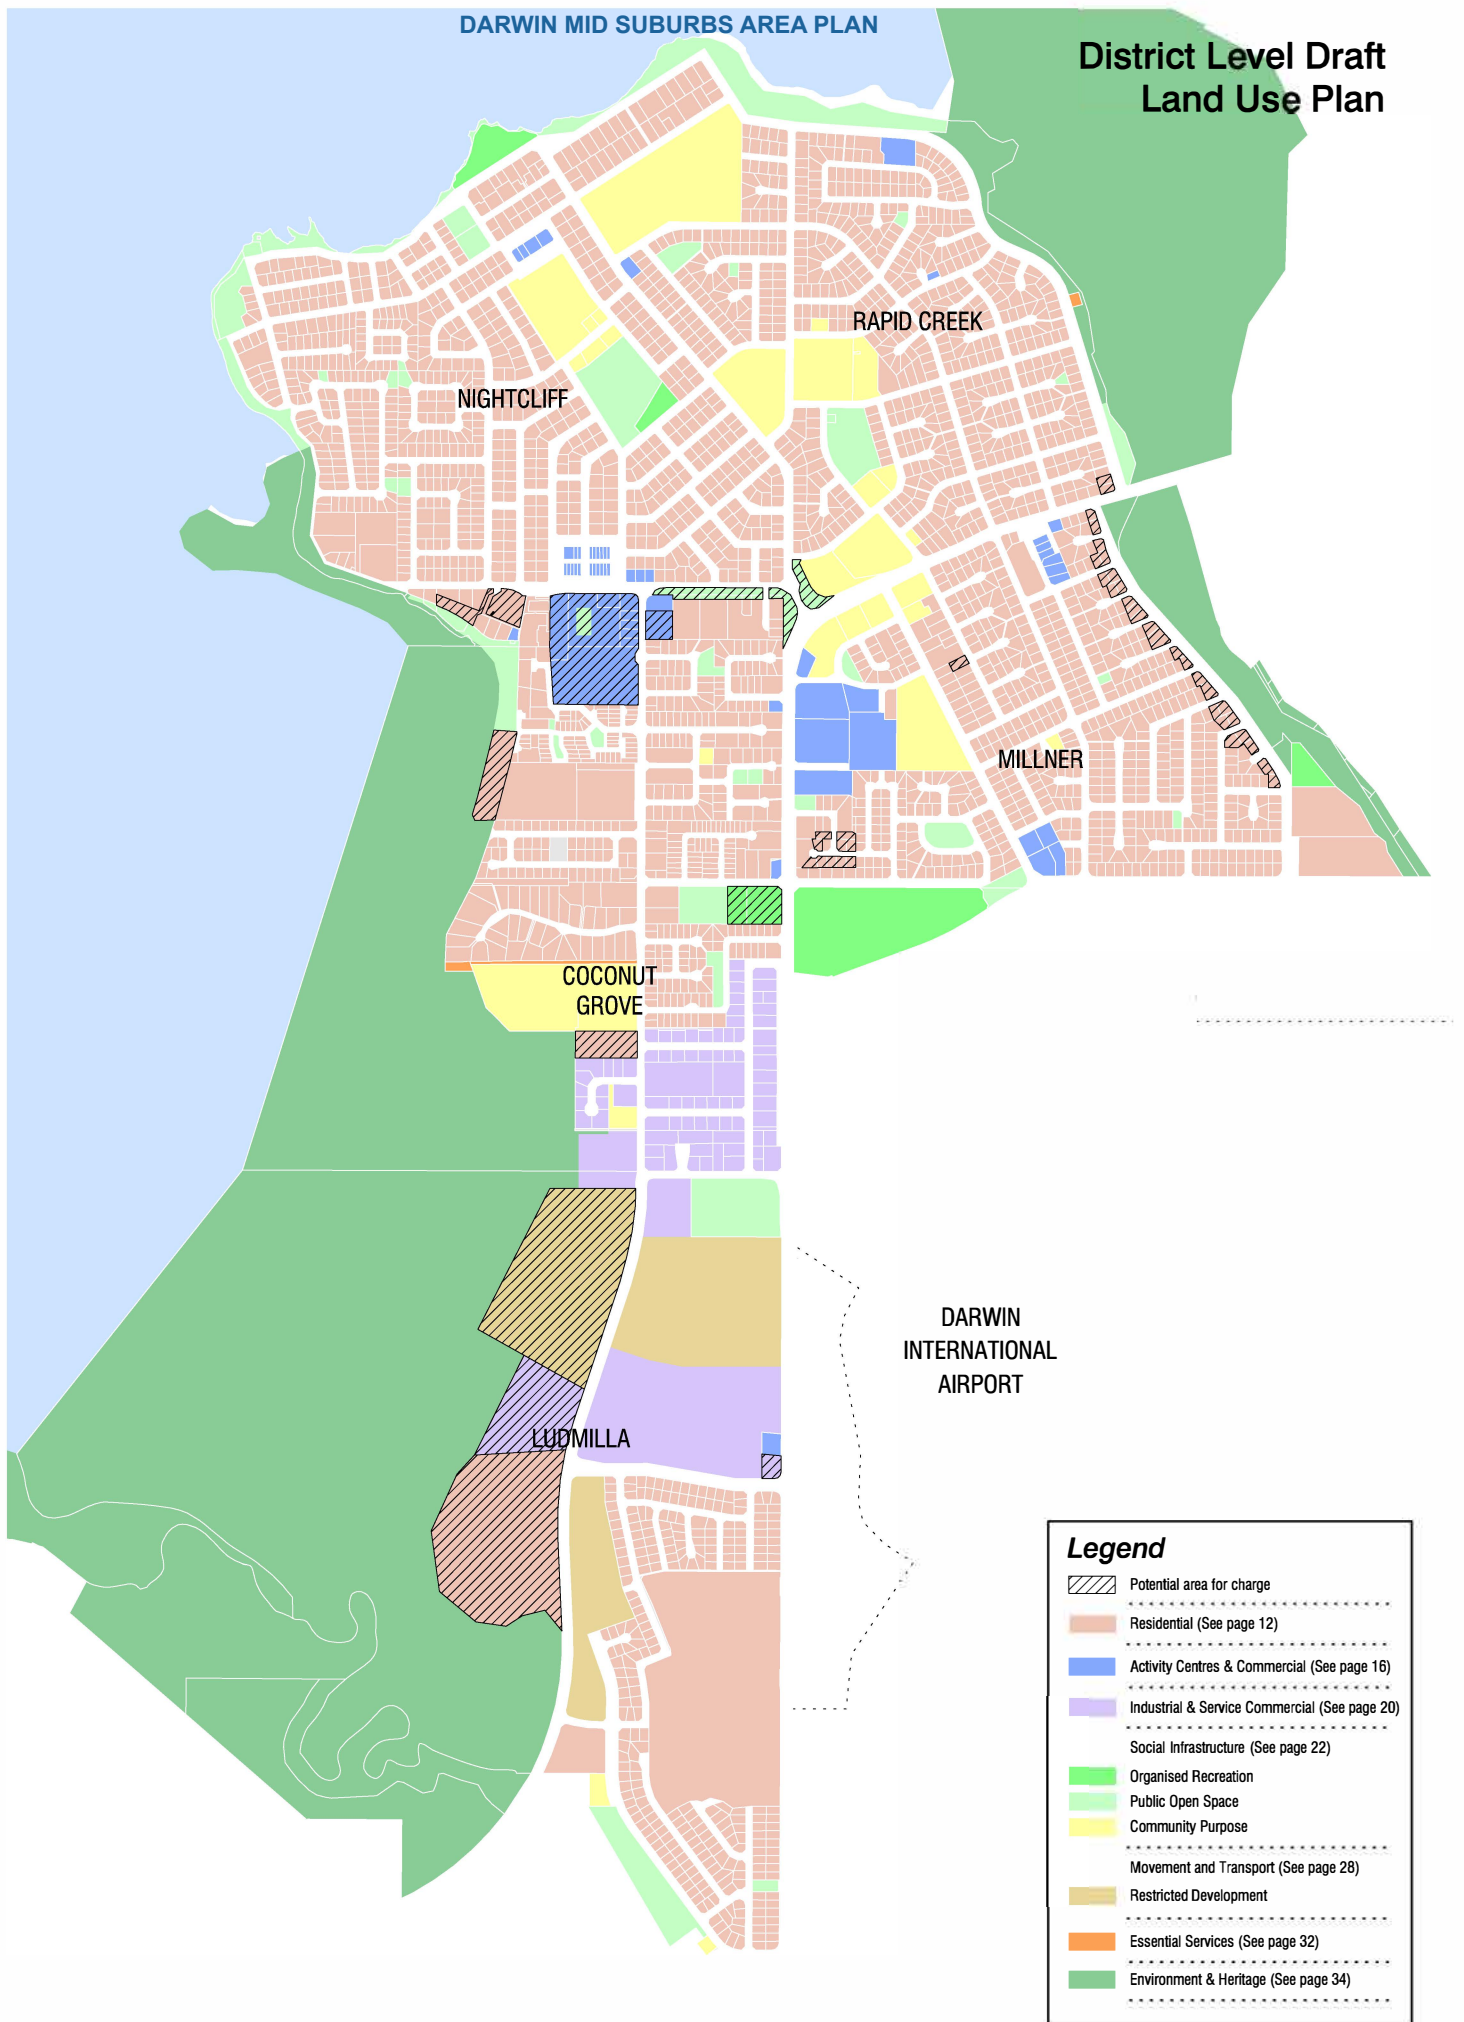 DARWIN MID SUBURBS AREA PLAN
District Level Draft
Land Use Plan
RAPID CREEK
NIGHTCLIFF
MILLNER
COCONUT
GROVE
DARWIN
INTERNATIONAL
AIRPORT
LUDMILLA
Legend
Potential area for charge
Residential (See page 12)
Activity Centres & Commercial (See page 16)
Industrial & Service Commercial (See page 20)
Social Infrastructure (See page 22)
Organised Recreation
Public Open Space
Community Purpose
Movement and Transport (See page 28)
Restricted Development
Essential Services (See page 32)
Environment & Heritage (See page 34)